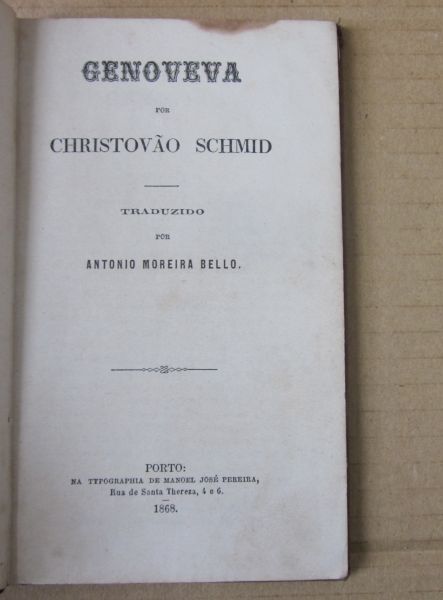 GENOVEVA
POR
CHRISTOVÃO SCHMID
TRADUZIDO
POR
ANTONIO MOREIRA BELLO.
PORTO:
NA TYPOGRAPHIA DE MANOEL JOSÉ PEREIRA,
Rua de Santa Thereza, 4 e 6.
1868.